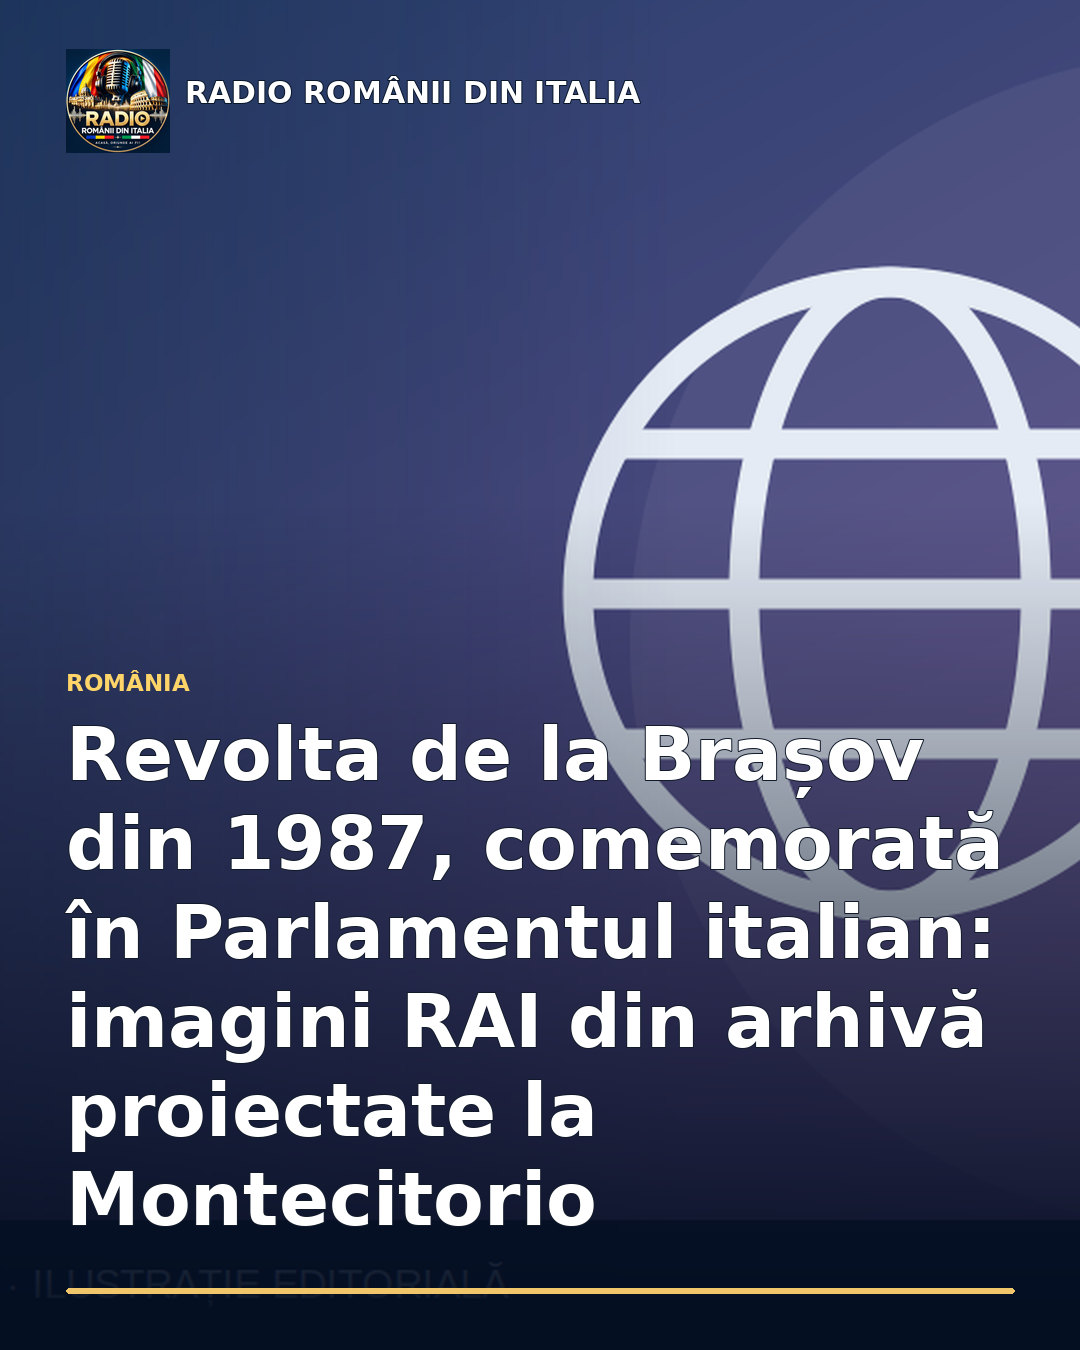 RADIO
ROMÂNII DIN ITALIA
RADIO ROMÂNII DIN ITALIA
ROMÂNIA
Revolta de la Brașov
din 1987, comemorată
în Parlamentul italian:
imagini RAI din arhivă
proiectate la
Montecitorio
· ILUSTRAȚIE EDITORIALĂ